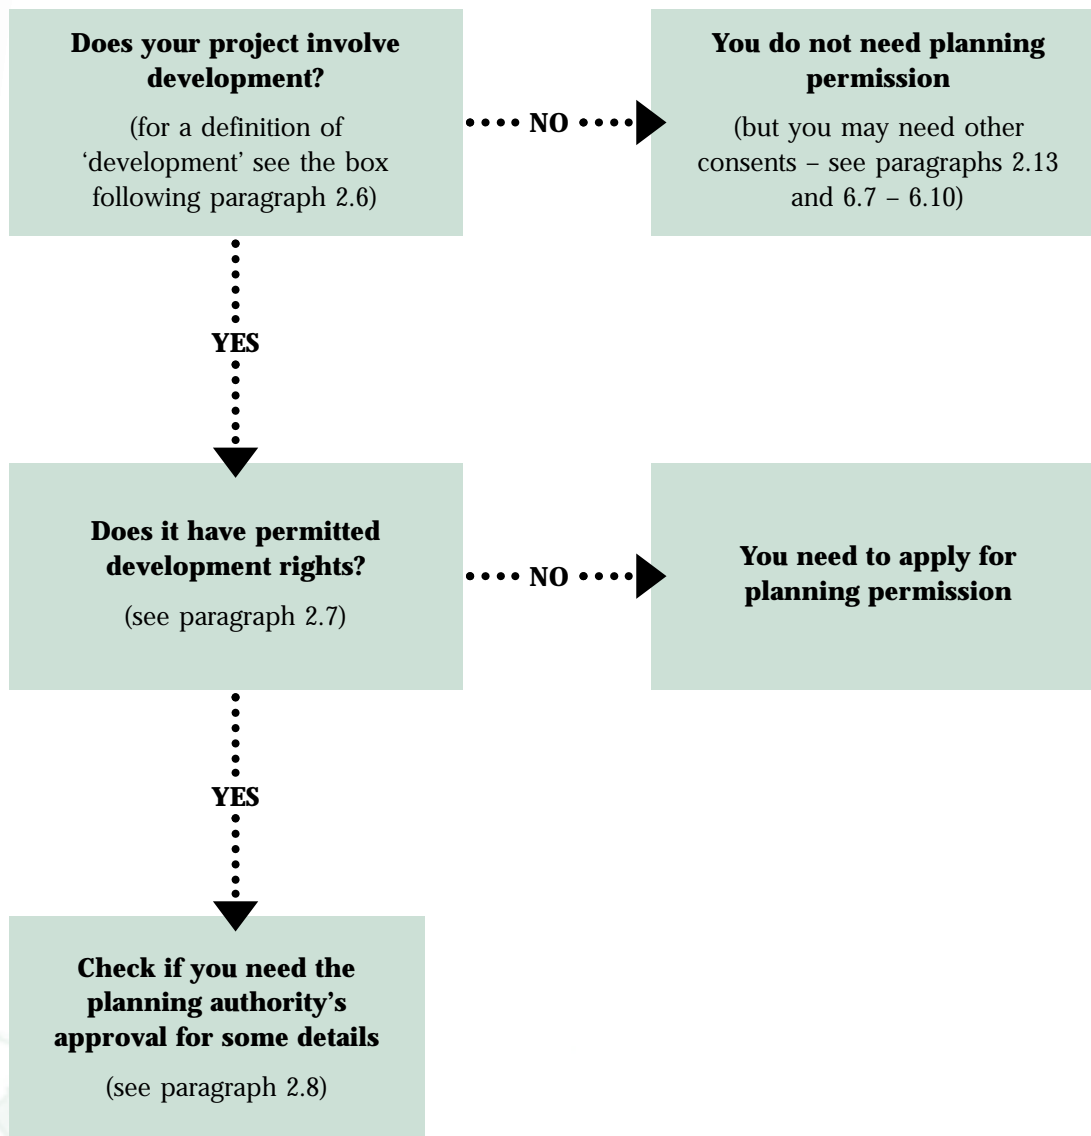 Does your project involve
development?
(for a definition of
‘development’ see the box
following paragraph 2.6)
NO
You do not need planning
permission
(but you may need other
consents – see paragraphs 2.13
and 6.7 – 6.10)
YES
Does it have permitted
development rights?
(see paragraph 2.7)
NO
You need to apply for
planning permission
YES
Check if you need the
planning authority’s
approval for some details
(see paragraph 2.8)